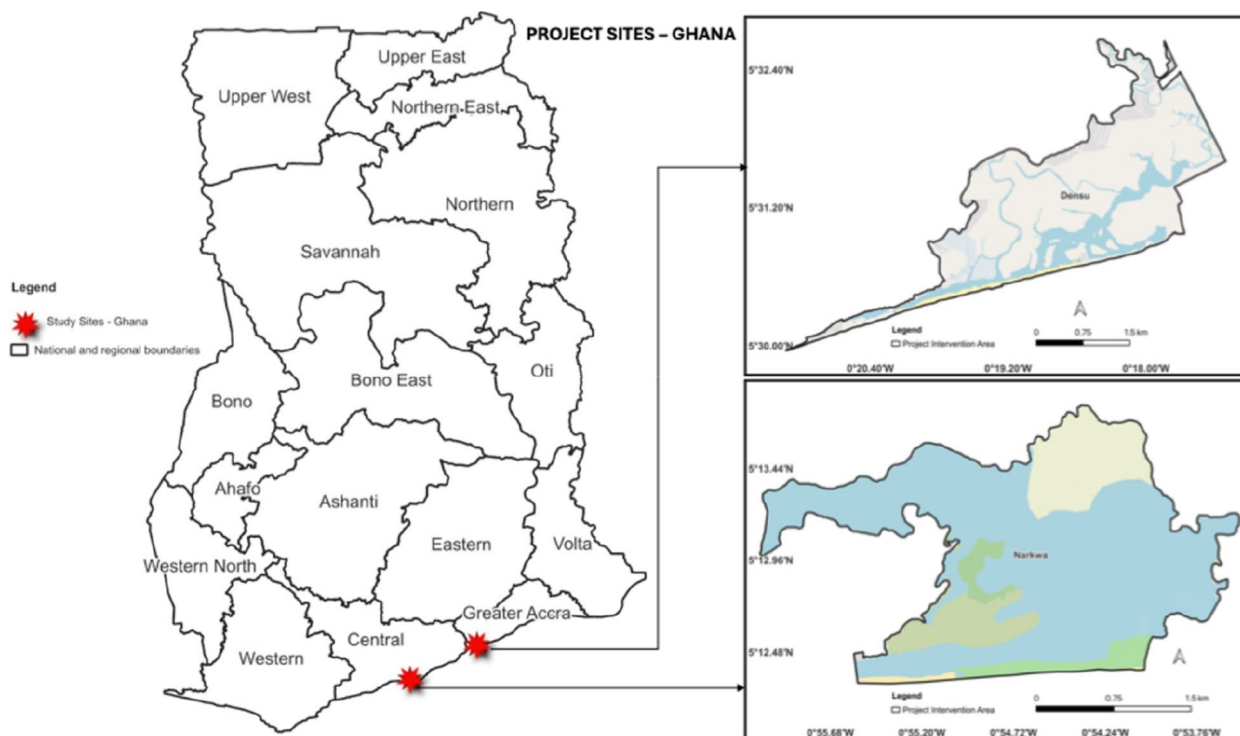 PROJECT SITES – GHANA
Upper East
Upper West
Northern East
Northern
Savannah
Legend
Study Sites - Ghana
National and regional boundaries
Bono East
Oti
Bono
Ahafo
Ashanti
Eastern
Volta
Western North
Greater Accra
Central
Western
5°32.40'N
5°31.20'N
5°30.00'N
Densu
Legend
Project Intervention Area
0 0.75 1.5 km
0°20.40'W 0°19.20'W 0°18.00'W
5°13.44'N
5°12.96'N
5°12.48'N
Narkwa
Legend
Project Intervention Area
0 0.75 1.5 km
0°55.68'W 0°55.20'W 0°54.72'W 0°54.24'W 0°53.76'W